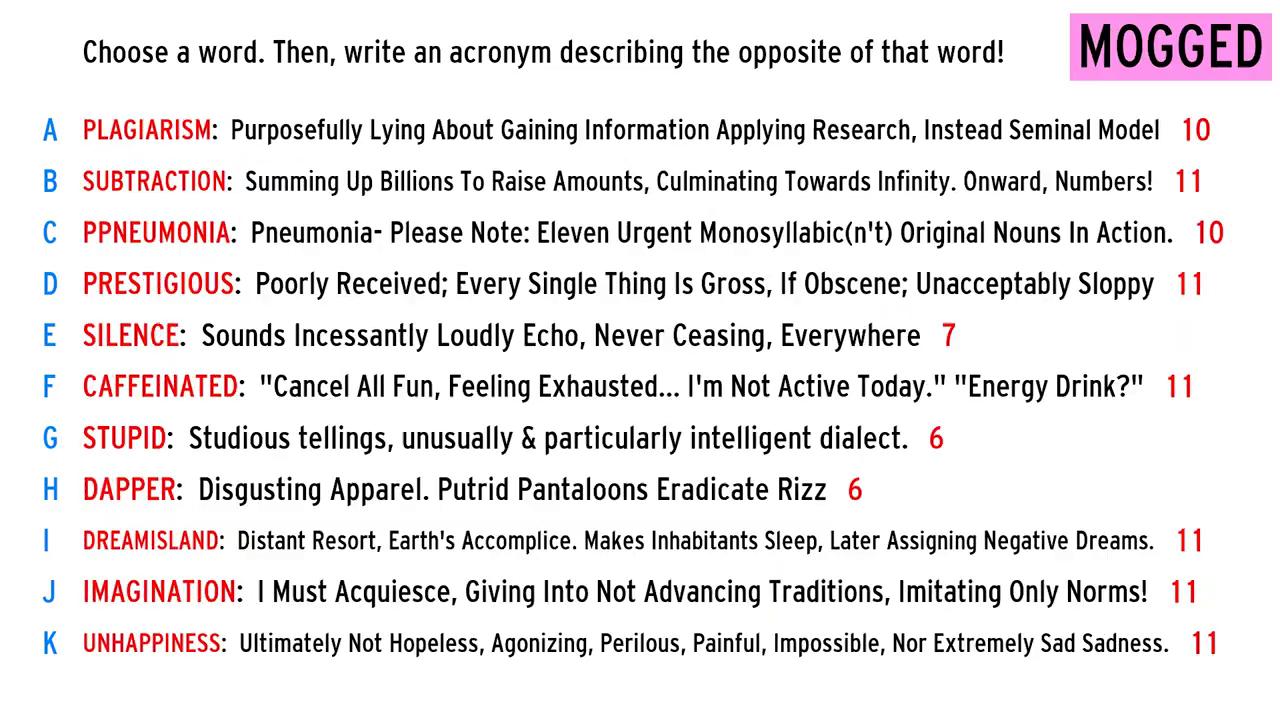 Choose a word. Then, write an acronym describing the opposite of that word!
MOGGED
A PLAGIARISM: Purposefully Lying About Gaining Information Applying Research, Instead Seminal Model 10
B SUBTRACTION: Summing Up Billions To Raise Amounts, Culminating Towards Infinity. Onward, Numbers! 11
C PPNEUMONIA: Pneumonia- Please Note: Eleven Urgent Monosyllabic(n't) Original Nouns In Action. 10
D PRESTIGIOUS: Poorly Received; Every Single Thing Is Gross, If Obscene; Unacceptably Sloppy 11
E SILENCE: Sounds Incessantly Loudly Echo, Never Ceasing, Everywhere 7
F CAFFEINATED: "Cancel All Fun, Feeling Exhausted... I'm Not Active Today." "Energy Drink?" 11
G STUPID: Studious tellings, unusually & particularly intelligent dialect. 6
H DAPPER: Disgusting Apparel. Putrid Pantaloons Eradicate Rizz 6
I DREAMISLAND: Distant Resort, Earth's Accomplice. Makes Inhabitants Sleep, Later Assigning Negative Dreams. 11
J IMAGINATION: I Must Acquiesce, Giving Into Not Advancing Traditions, Imitating Only Norms! 11
K UNHAPPINESS: Ultimately Not Hopeless, Agonizing, Perilous, Painful, Impossible, Nor Extremely Sad Sadness. 11